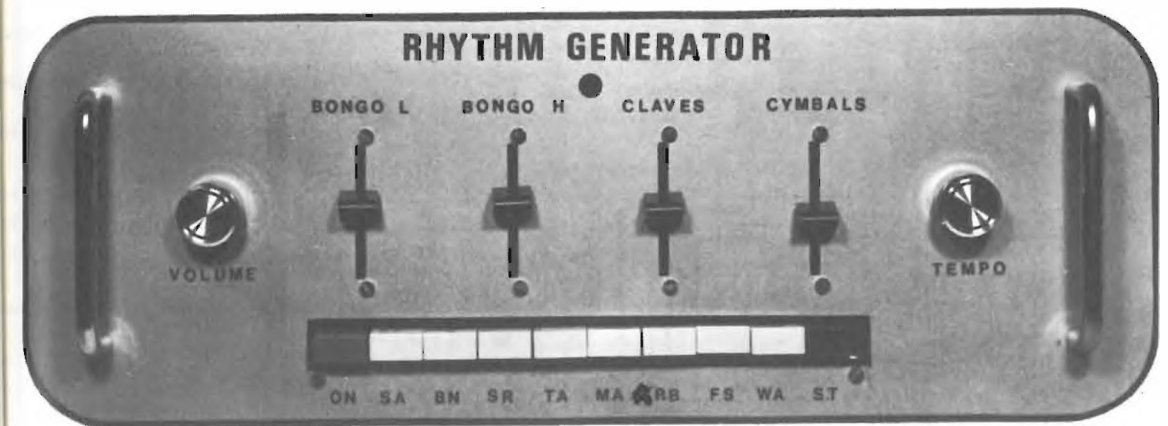 RHYTHM GENERATOR
BONGO L BONGO H CLAVES CYMBALS
VOLUME TEMPO
ON SA BN SR TA MA RB FS WA ST